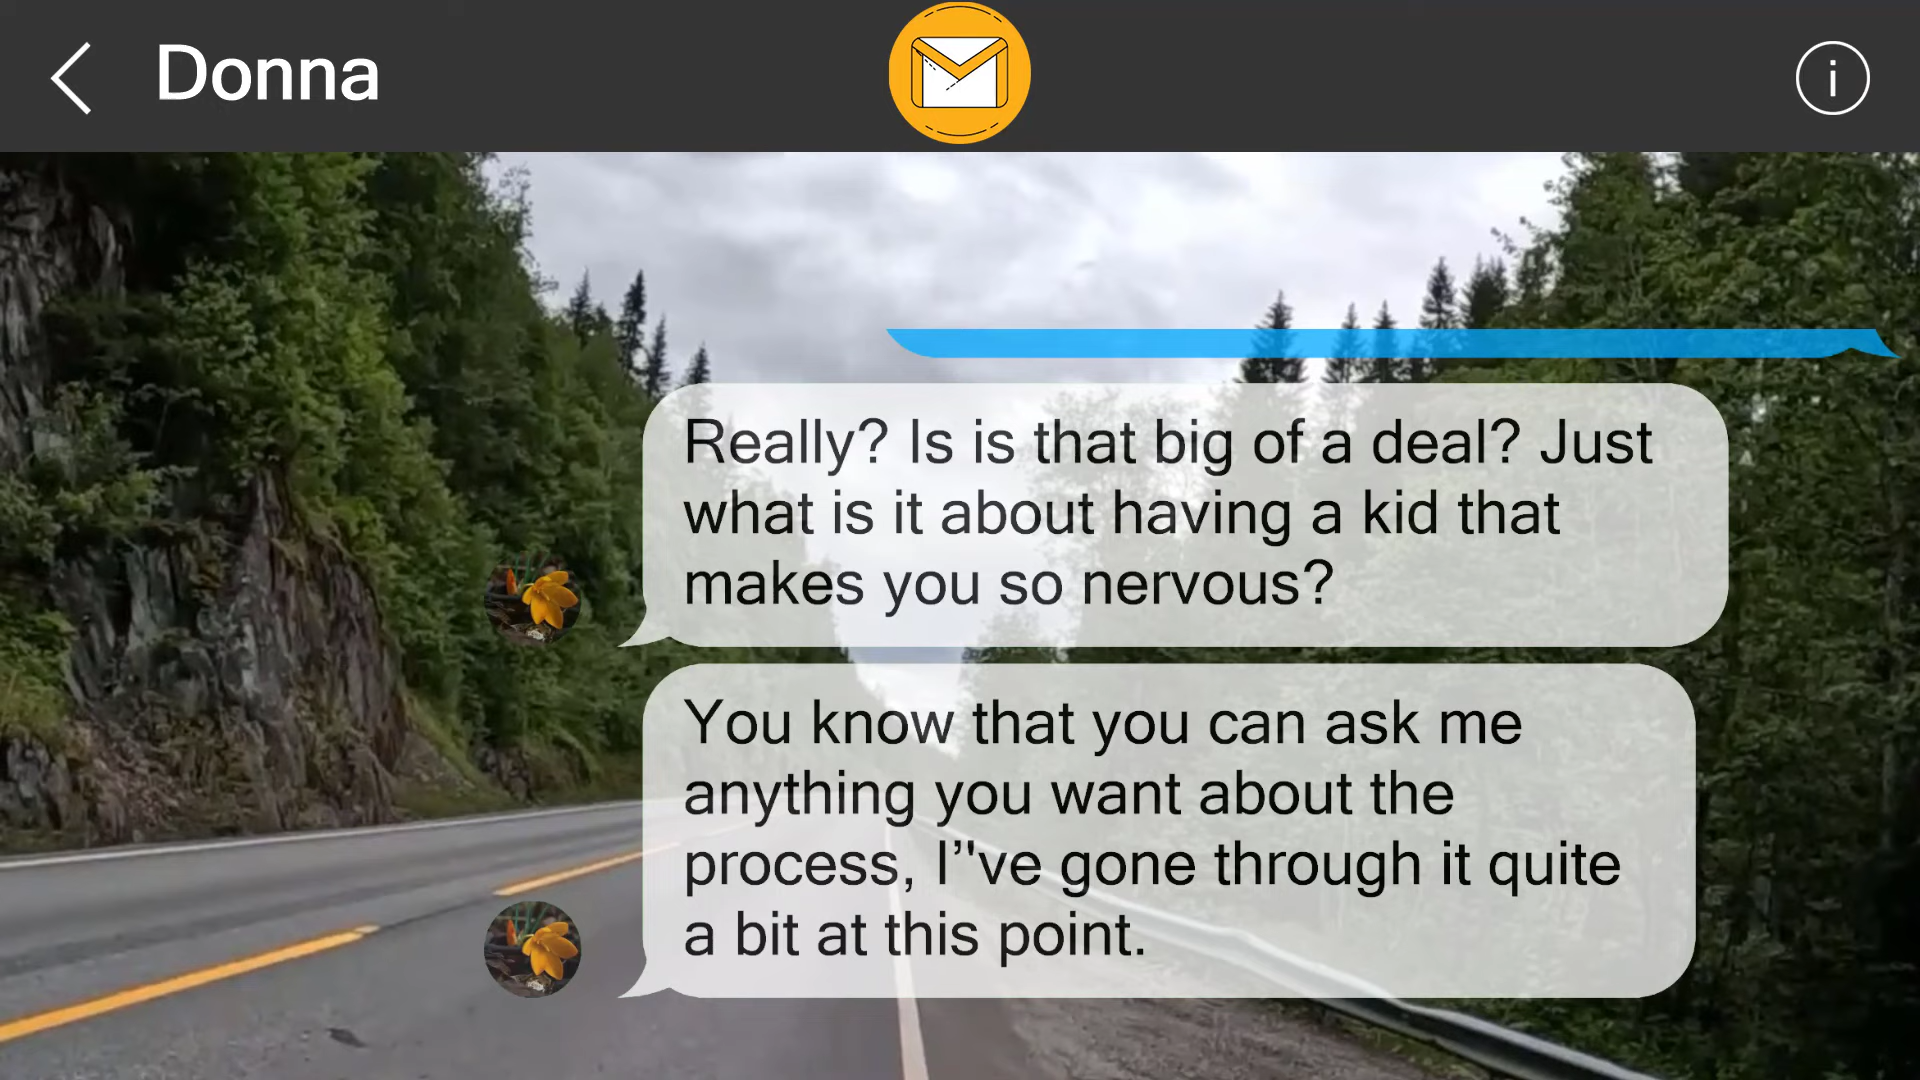 Donna
i
Really? Is is that big of a deal? Just
what is it about having a kid that
makes you so nervous?
You know that you can ask me
anything you want about the
process, I’'ve gone through it quite
a bit at this point.